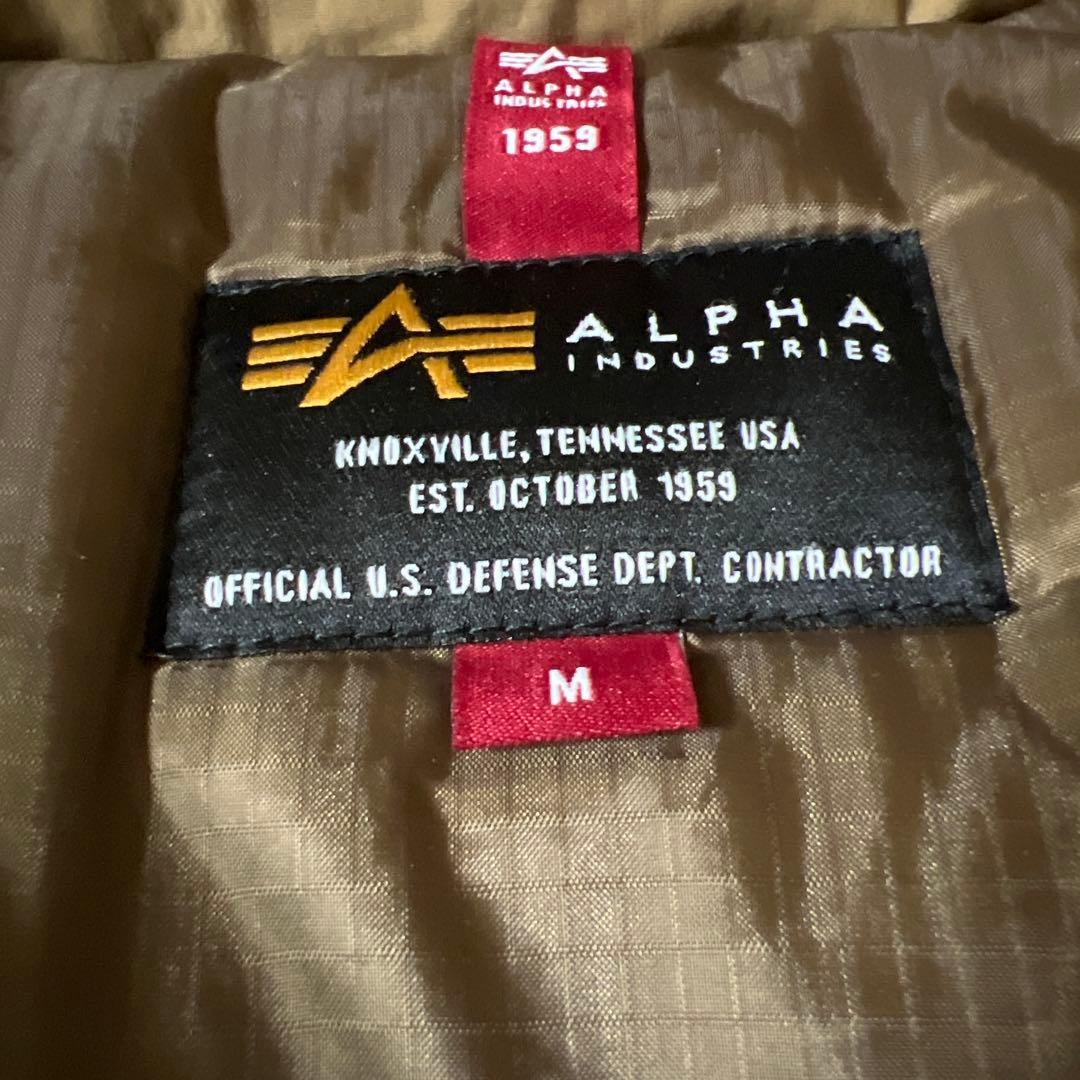 ALPHA
INDUSTRIES
1959
ALPHA
INDUSTRIES
KNOXVILLE, TENNESSEE USA
EST. OCTOBER 1959
OFFICIAL U.S. DEFENSE DEPT. CONTRACTOR
M